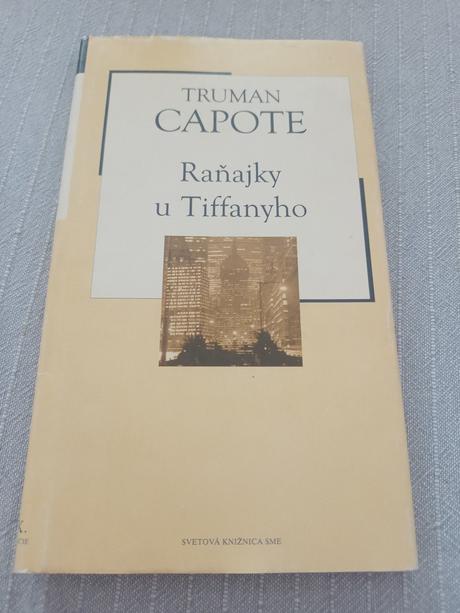 TRUMAN
CAPOTE
Raňajky
u Tiffanyho
SVETOVÁ KNIŽNICA SME